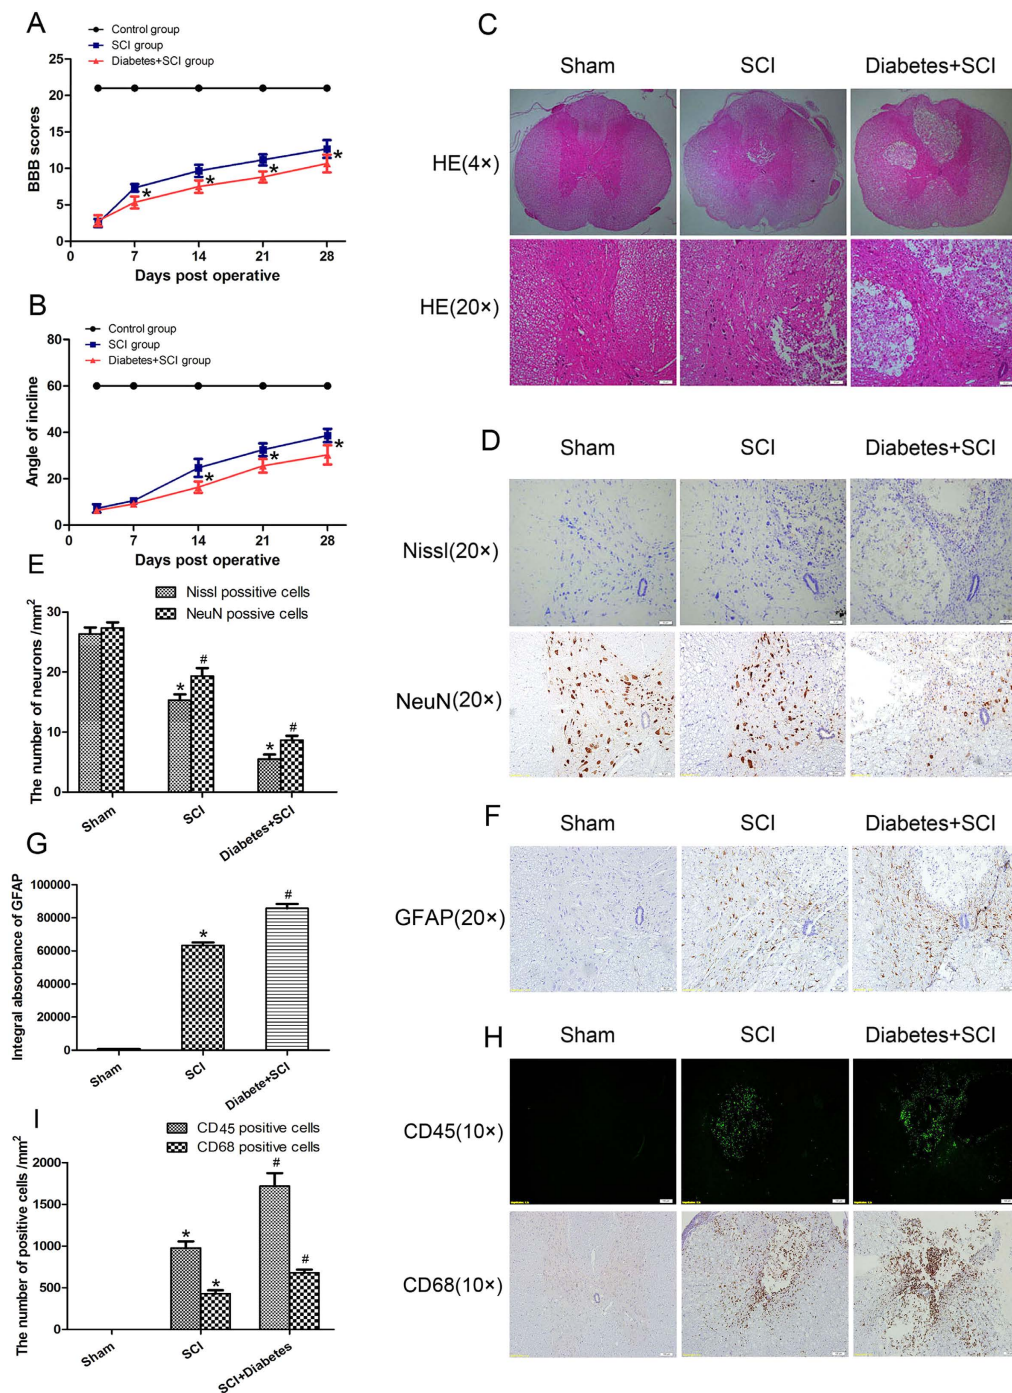 A
Control group
SCI group
Diabetes+SCI group
25
20
15
10
5
0
BBB scores
0 7 14 21 28
* * * *
Days post operative
B
Control group
SCI group
Diabetes+SCI group
80
60
40
20
0
Angle of incline
0 7 14 21 28
* * *
Days post operative
E
Nissl possitive cells
NeuN possive cells
30
20
10
0
The number of neurons /mm2
* # * #
Sham SCI Diabetes+SCI
G
100000
80000
60000
40000
20000
0
Integral absorbance of GFAP
* #
Sham SCI Diabete+SCI
I
CD45 positive cells
CD68 positive cells
2000
1500
1000
500
0
The number of positive cells /mm2
* * # #
Sham SCI SCI+Diabetes
C
Sham SCI Diabetes+SCI
HE(4×)
HE(20×)
D
Sham SCI Diabetes+SCI
Nissl(20×)
NeuN(20×)
F
Sham SCI Diabetes+SCI
GFAP(20×)
H
Sham SCI Diabetes+SCI
CD45(10×)
CD68(10×)